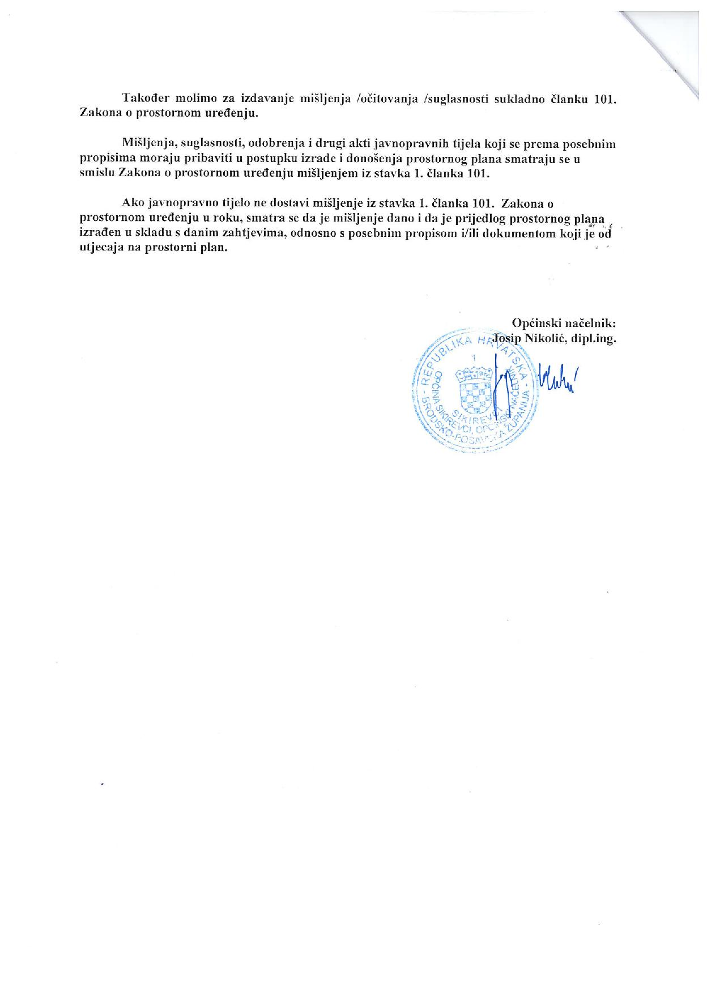 Također molimo za izdavanje mišljenja /očitovanja /suglasnosti sukladno članku 101.
Zakona o prostornom uređenju.
Mišljenja, suglasnosti, odobrenja i drugi akti javnopravnih tijela koji se prema posebnim
propisima moraju pribaviti u postupku izrade i donošenja prostornog plana smatraju se u
smislu Zakona o prostornom uređenju mišljenjem iz stavka 1. članka 101.
Ako javnopravno tijelo ne dostavi mišljenje iz stavka 1. članka 101. Zakona o
prostornom uređenju u roku, smatra se da je mišljenje dano i da je prijedlog prostornog plana
izrađen u skladu s danim zahtjevima, odnosno s posebnim propisom i/ili dokumentom koji je od
utjecaja na prostorni plan.
Općinski načelnik:
Josip Nikolić, dipl.ing.
REPUBLIKA HRVATSKA
BRODSKO-POSAVSKA ŽUPANIJA
OPĆINA SIKIREVCI, OPĆINSKI NAČELNIK
1
SIKIREVCI